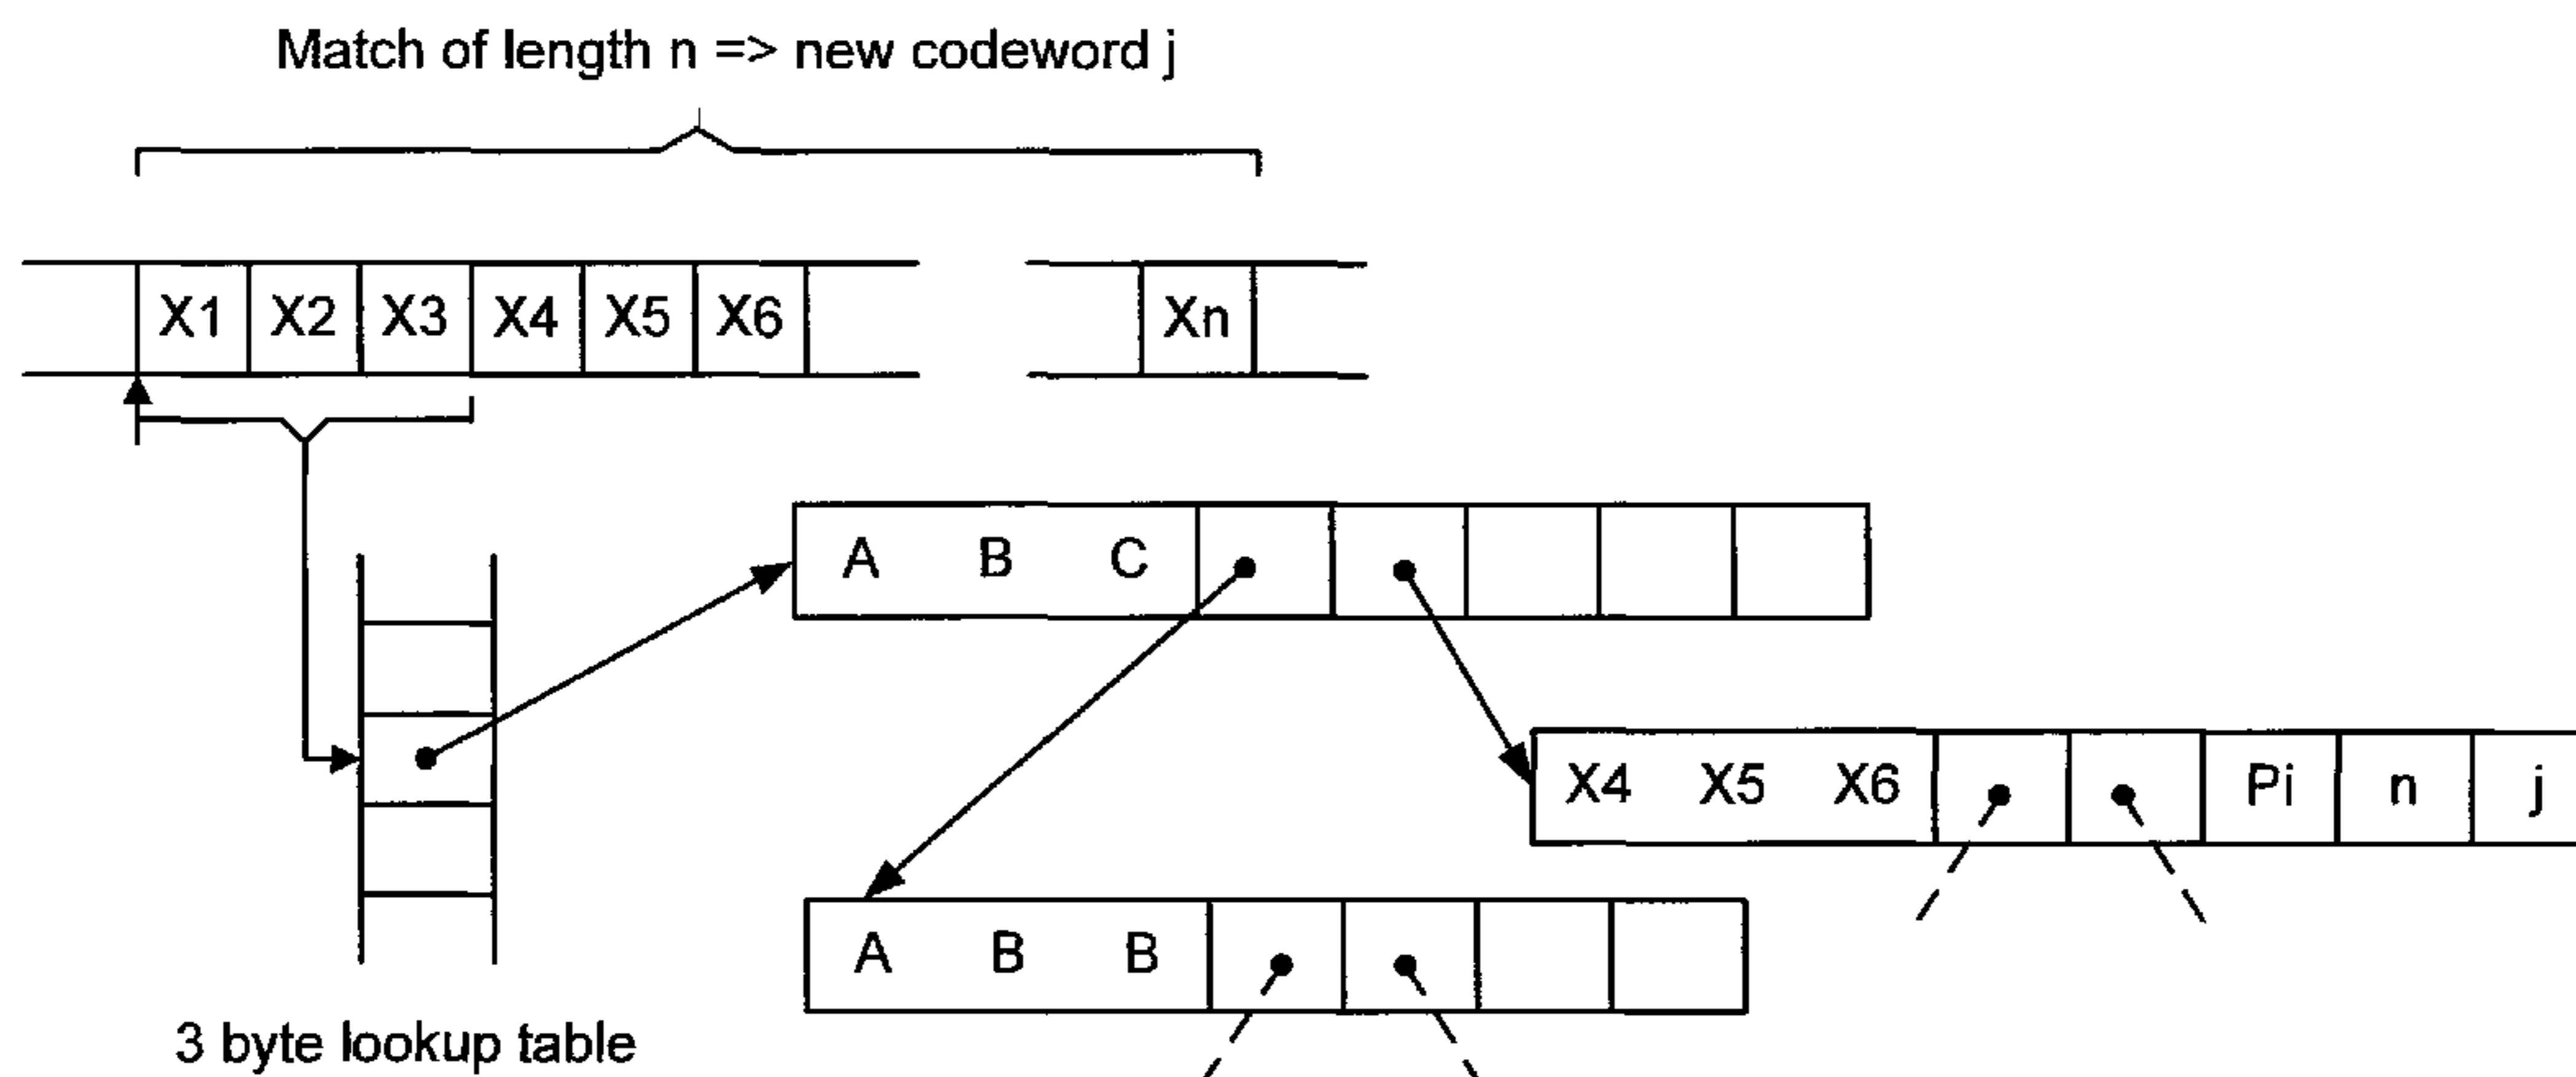 Match of length n => new codeword j
X1 X2 X3 X4 X5 X6 Xn
A B C
X4 X5 X6 Pi n j
A B B
3 byte lookup table